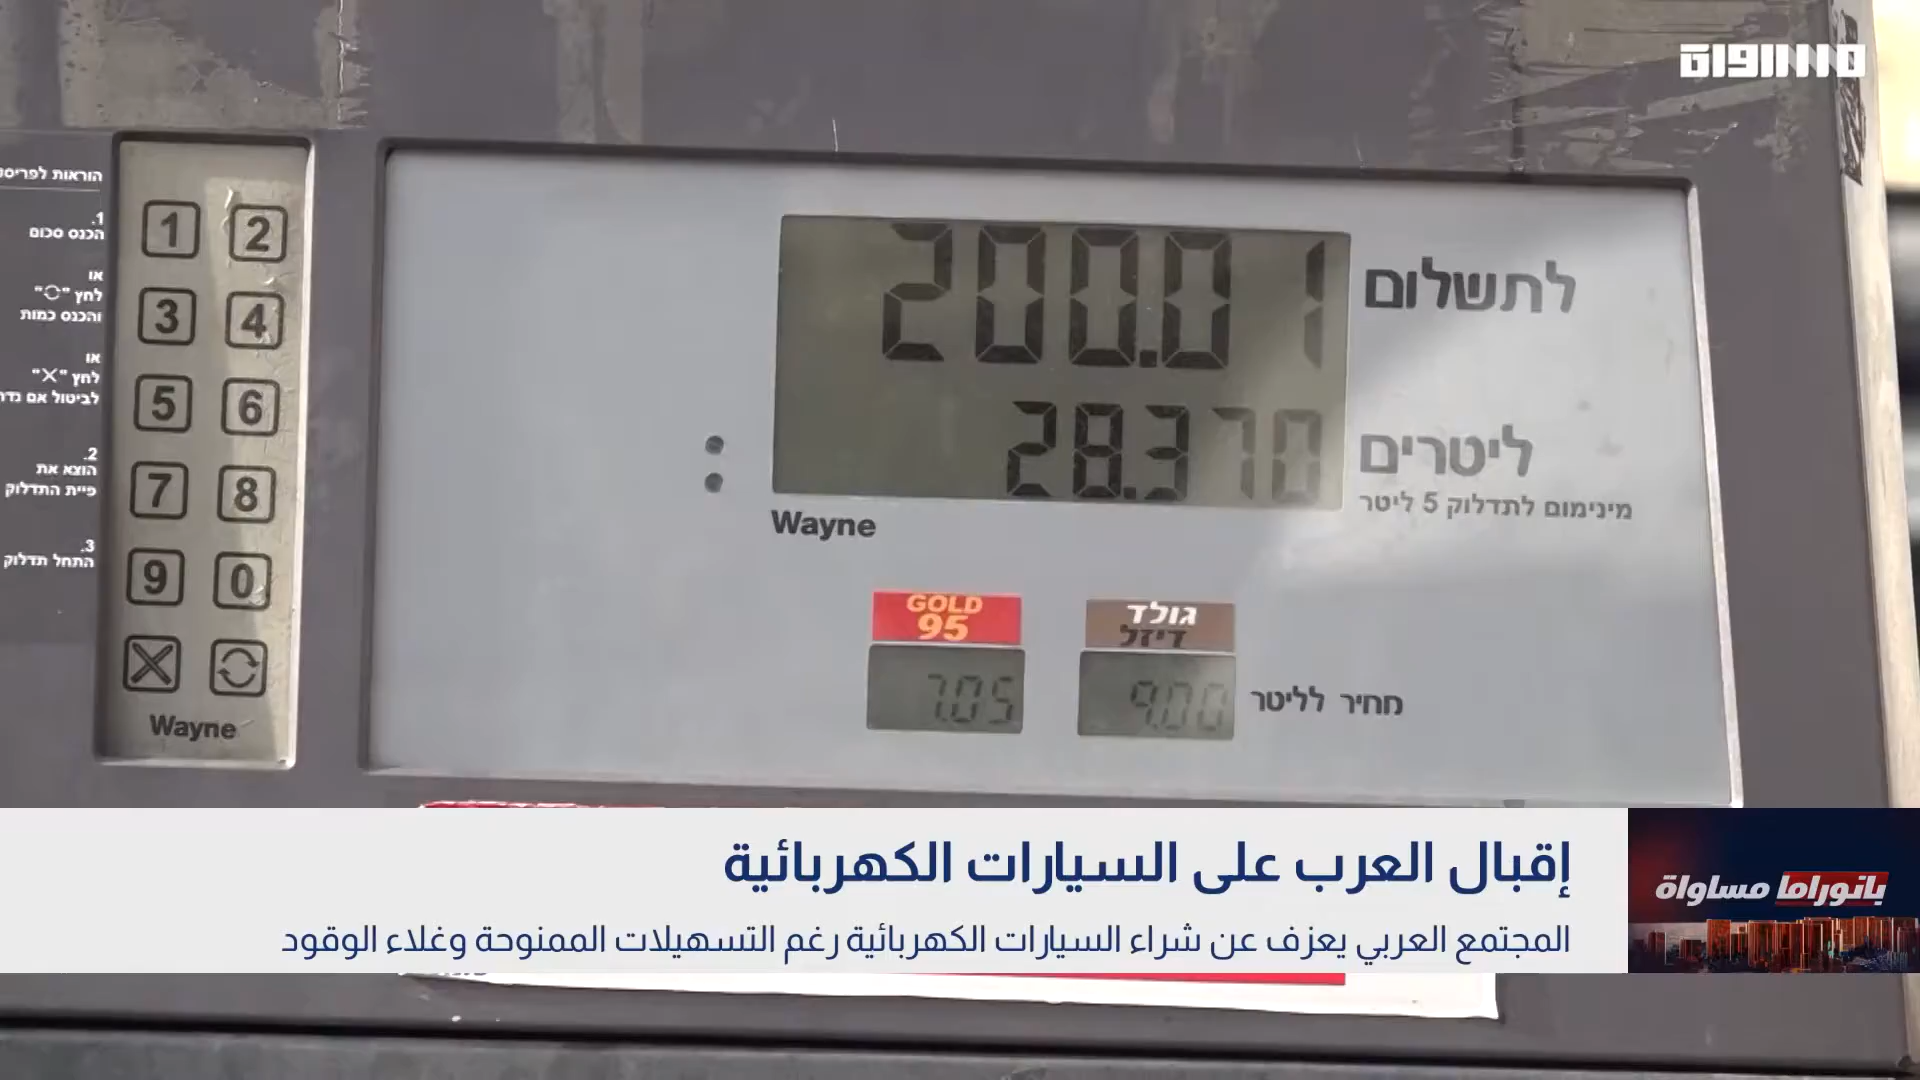 مساواة
הוראות
1.
הכנס סכום
או
לחץ "⟳"
והכנס כמות
או
לחץ "X"
לביטול אם
2.
הוצא את
פיית התדלוק
3.
התחל תדלוק
1 2
3 4
5 6
7 8
9 0
Wayne
200.01 לתשלום
28.370 ליטרים
מינימום לתדלוק 5 ליטר
Wayne
GOLD
95
גולד
דיזל
7.05 9.00 מחיר לליטר
إقبال العرب على السيارات الكهربائية
المجتمع العربي يعزف عن شراء السيارات الكهربائية رغم التسهيلات الممنوحة وغلاء الوقود
بانوراما مساواة